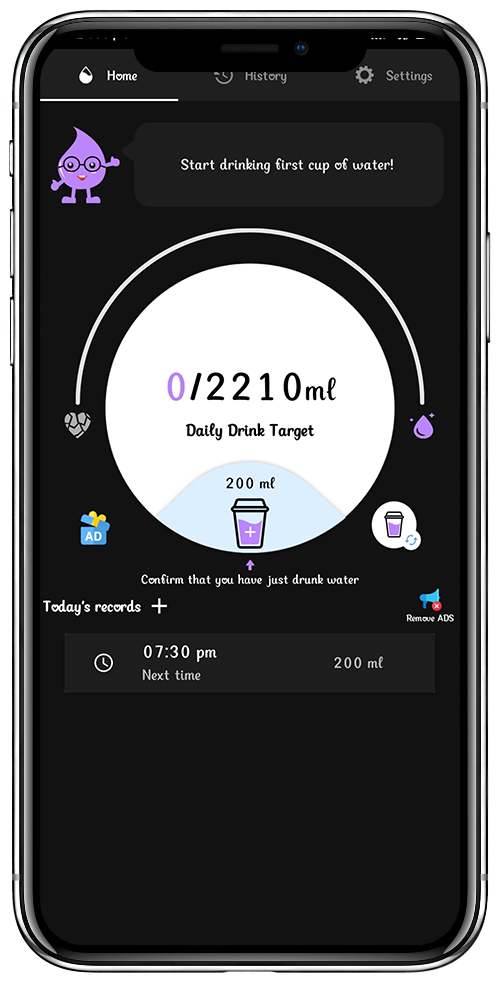 Home
History
Settings
Start drinking first cup of water!
0/2210ml
Daily Drink Target
200 ml
AD
Confirm that you have just drunk water
Today's records
Remove ADS
07:30 pm
200 ml
Next time